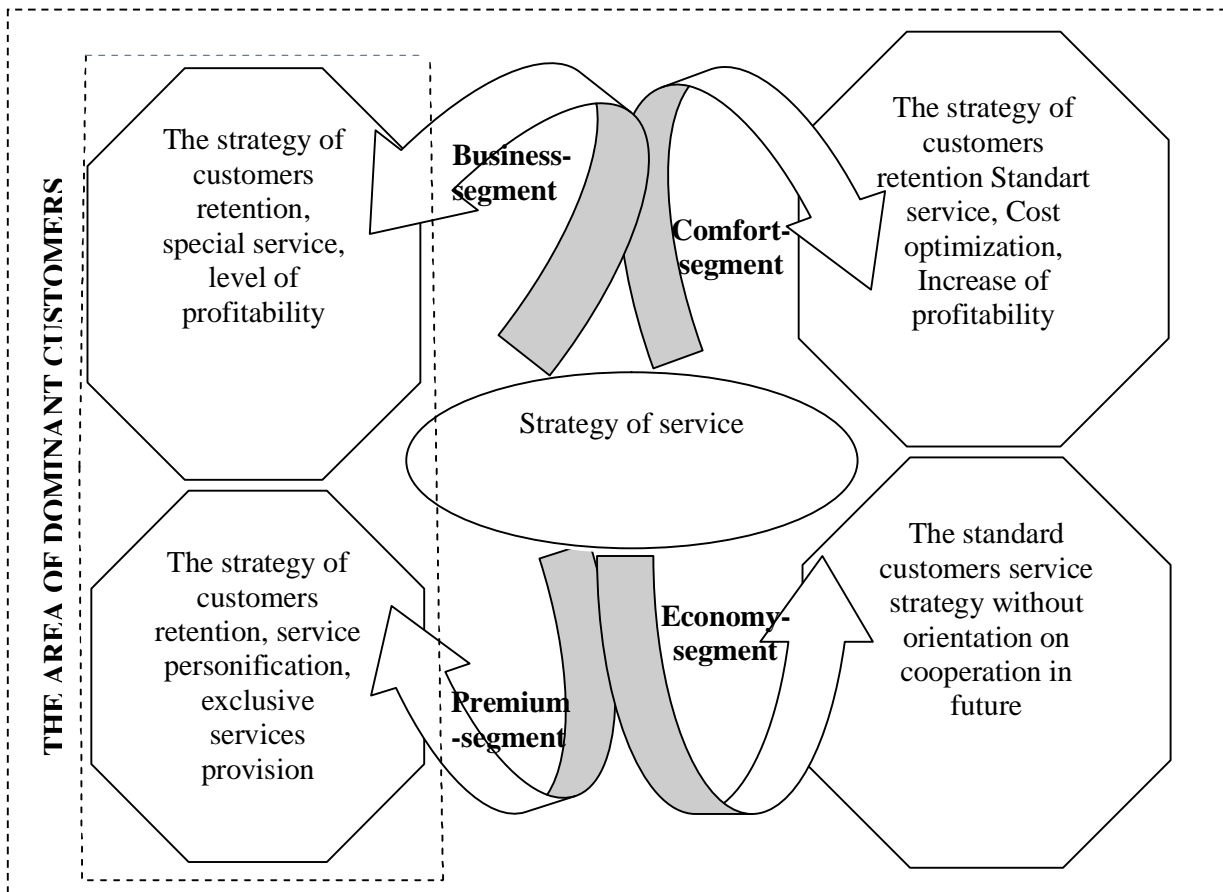 THE AREA OF DOMINANT CUSTOMERS
The strategy of
customers
retention,
special service,
level of
profitability
Business-
segment
Comfort-
segment
The strategy of
customers
retention Standart
service, Cost
optimization,
Increase of
profitability
Strategy of service
The strategy of
customers
retention, service
personification,
exclusive
services
provision
Premium
-segment
Economy-
segment
The standard
customers service
strategy without
orientation on
cooperation in
future